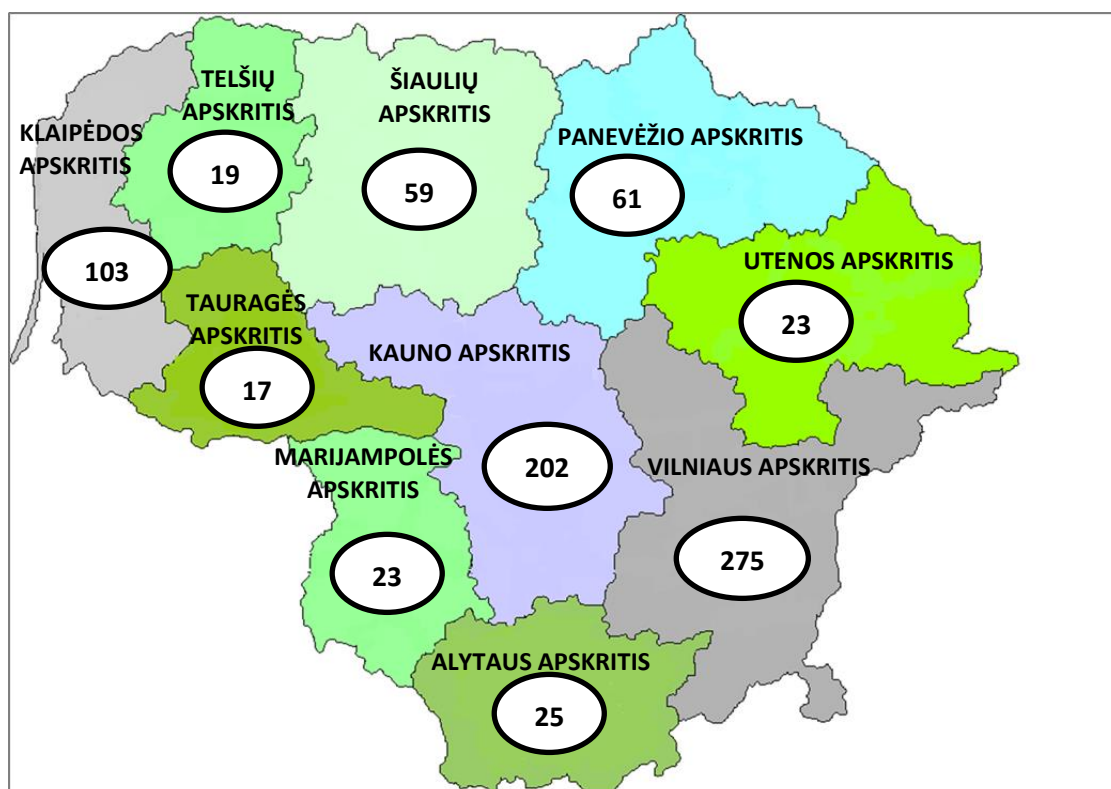 TELŠIŲ
APSKRITIS
19
ŠIAULIŲ
APSKRITIS
59
KLAIPĖDOS
APSKRITIS
103
PANEVĖŽIO APSKRITIS
61
UTENOS APSKRITIS
23
TAURAGĖS
APSKRITIS
17
KAUNO APSKRITIS
202
MARIJAMPOLĖS
APSKRITIS
23
VILNIAUS APSKRITIS
275
ALYTAUS APSKRITIS
25